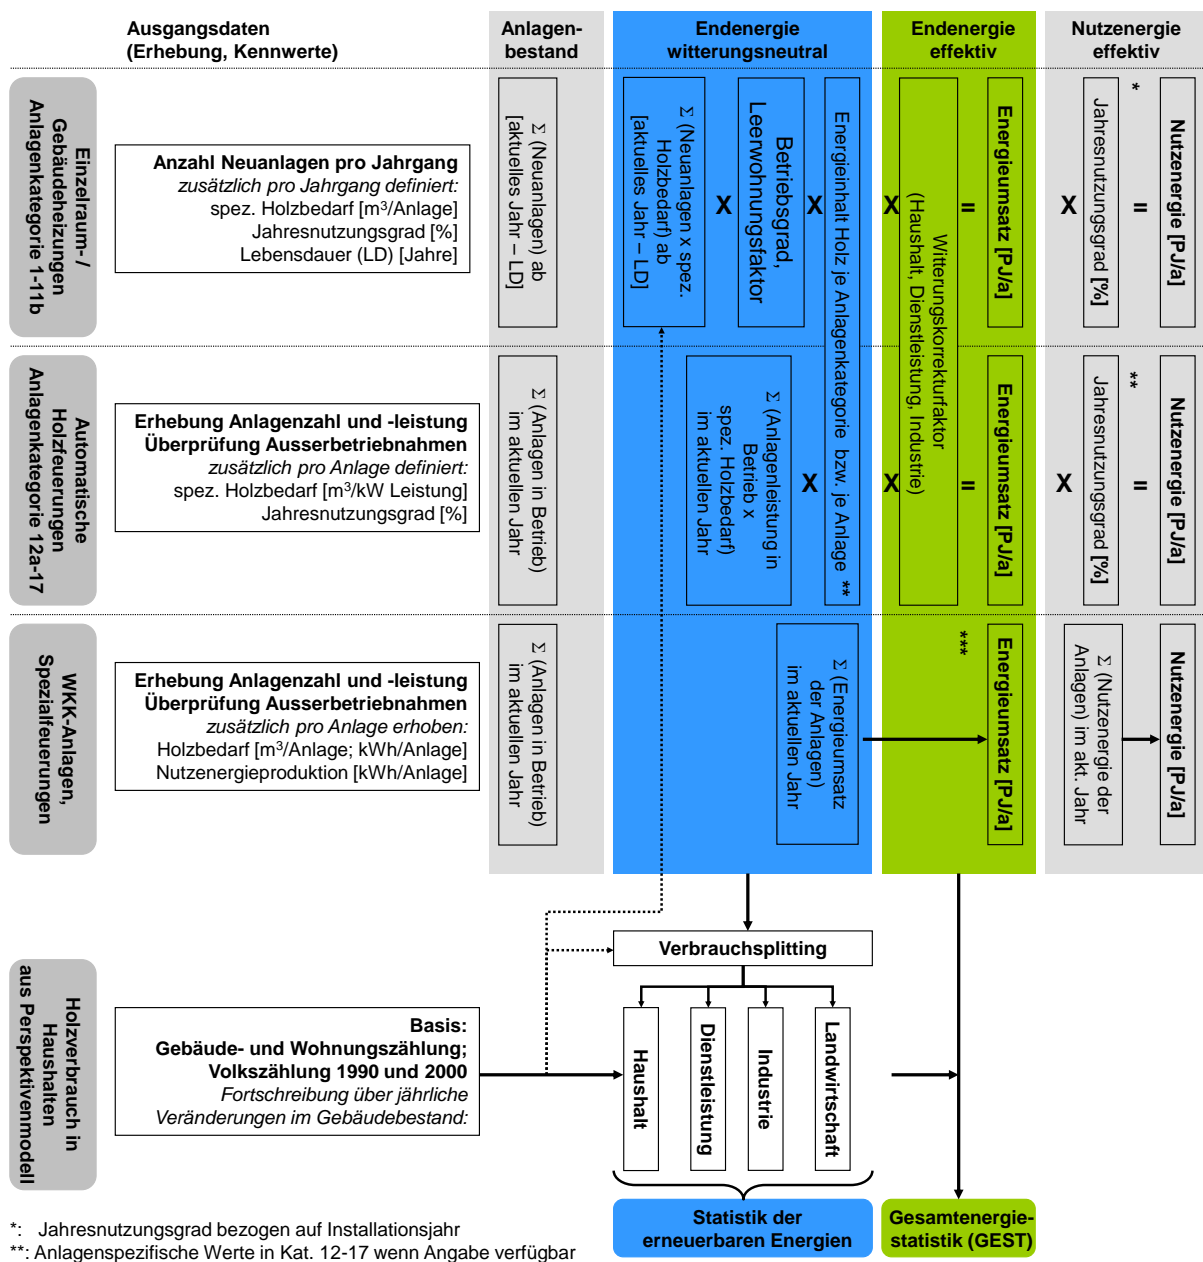 Ausgangsdaten
(Erhebung, Kennwerte)
Anlagen-
bestand
Endenergie
witterungsneutral
Endenergie
effektiv
Nutzenergie
effektiv
Einzelraum- /
Gebäudeheizungen
Anlagenkategorie 1-11b
Anzahl Neuanlagen pro Jahrgang
zusätzlich pro Jahrgang definiert:
spez. Holzbedarf [m³/Anlage]
Jahresnutzungsgrad [%]
Lebensdauer (LD) [Jahre]
Σ (Neuanlagen) ab
[aktuelles Jahr – LD]
Σ (Neuanlagen x spez.
Holzbedarf) ab
[aktuelles Jahr – LD]
X
Betriebsgrad,
Leerwohnungsfaktor
X
Energieinhalt Holz je Anlagenkategorie bzw. je Anlage **
X
Witterungskorrekturfaktor
(Haushalt, Dienstleistung, Industrie)
=
Energieumsatz [PJ/a]
X
Jahresnutzungsgrad [%]
*
=
Nutzenergie [PJ/a]
Automatische
Holzfeuerungen
Anlagenkategorie 12a-17
Erhebung Anlagenzahl und -leistung
Überprüfung Ausserbetriebnahmen
zusätzlich pro Anlage definiert:
spez. Holzbedarf [m³/kW Leistung]
Jahresnutzungsgrad [%]
Σ (Anlagen in Betrieb)
im aktuellen Jahr
Σ (Anlagenleistung in
Betrieb x
spez. Holzbedarf)
im aktuellen Jahr
X
X
=
Energieumsatz [PJ/a]
X
Jahresnutzungsgrad [%]
**
=
Nutzenergie [PJ/a]
WKK-Anlagen,
Spezialfeuerungen
Erhebung Anlagenzahl und -leistung
Überprüfung Ausserbetriebnahmen
zusätzlich pro Anlage erhoben:
Holzbedarf [m³/Anlage; kWh/Anlage]
Nutzenergieproduktion [kWh/Anlage]
Σ (Anlagen in Betrieb)
im aktuellen Jahr
Σ (Energieumsatz
der Anlagen)
im aktuellen Jahr
***
Energieumsatz [PJ/a]
Σ (Nutzenergie der
Anlagen) im akt. Jahr
Nutzenergie [PJ/a]
Holzverbrauch in
Haushalten
aus Perspektivenmodell
Basis:
Gebäude- und Wohnungszählung;
Volkszählung 1990 und 2000
Fortschreibung über jährliche
Veränderungen im Gebäudebestand:
Verbrauchsplitting
Haushalt
Dienstleistung
Industrie
Landwirtschaft
Statistik der
erneuerbaren Energien
Gesamtenergie-
statistik (GEST)
*: Jahresnutzungsgrad bezogen auf Installationsjahr
**: Anlagenspezifische Werte in Kat. 12-17 wenn Angabe verfügbar